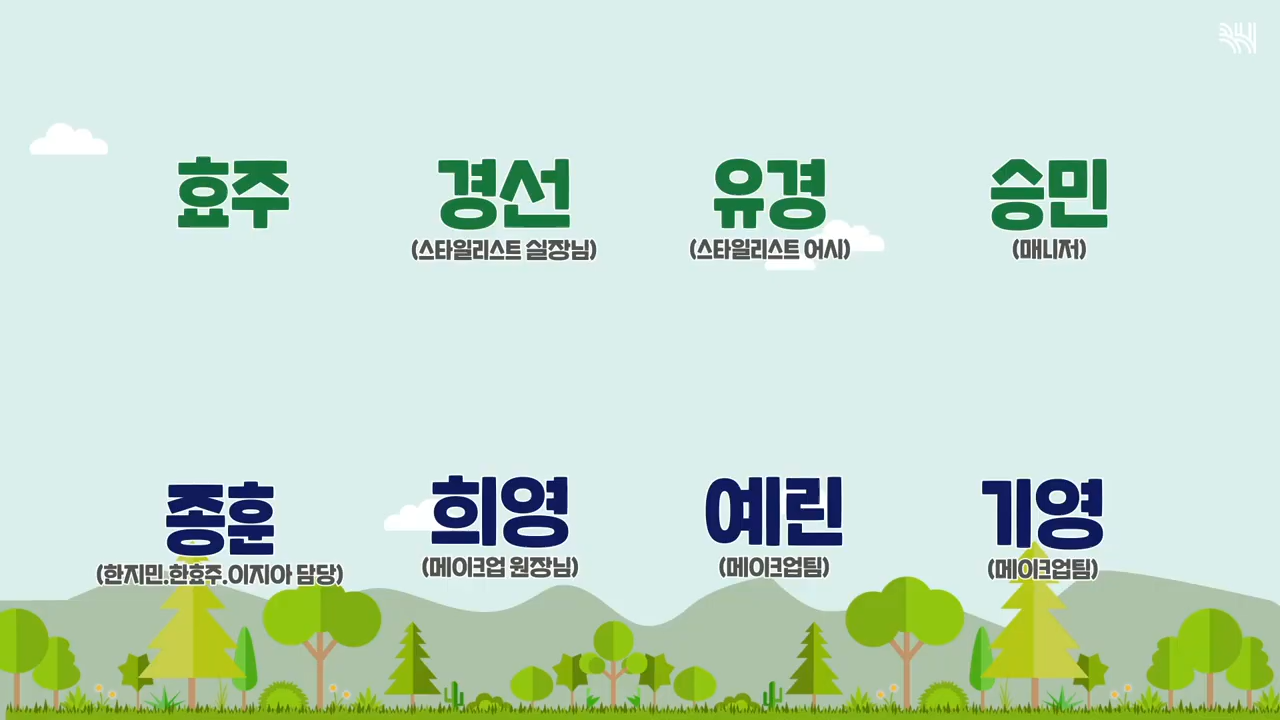 효주
경선
(스타일리스트 실장님)
유경
(스타일리스트 어시)
승민
(매니저)
종훈
(한지민.한효주.이지아 담당)
희영
(메이크업 원장님)
예린
(메이크업팀)
기영
(메이크업팀)